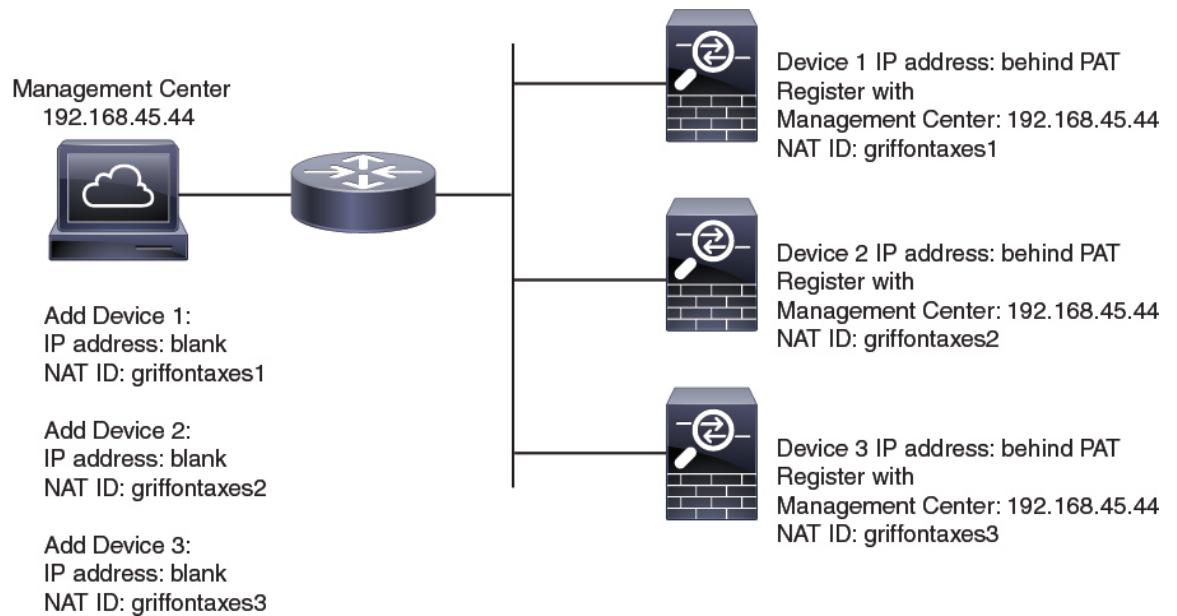 Management Center
192.168.45.44
Add Device 1:
IP address: blank
NAT ID: griffontaxes1
Add Device 2:
IP address: blank
NAT ID: griffontaxes2
Add Device 3:
IP address: blank
NAT ID: griffontaxes3
Device 1 IP address: behind PAT
Register with
Management Center: 192.168.45.44
NAT ID: griffontaxes1
Device 2 IP address: behind PAT
Register with
Management Center: 192.168.45.44
NAT ID: griffontaxes2
Device 3 IP address: behind PAT
Register with
Management Center: 192.168.45.44
NAT ID: griffontaxes3